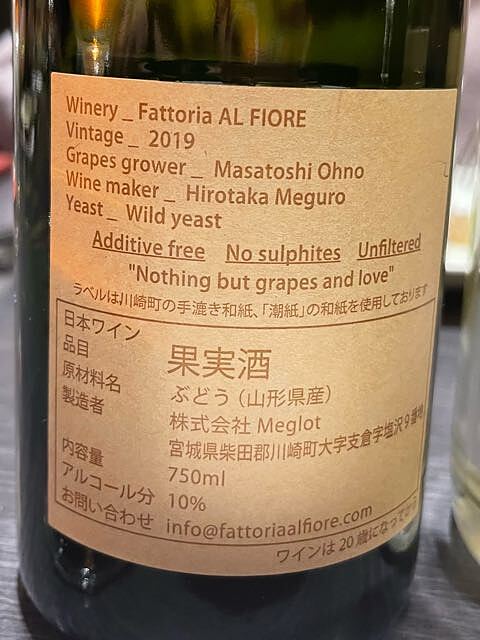 Winery _ Fattoria AL FIORE
Vintage _ 2019
Grapes grower _ Masatoshi Ohno
Wine maker _ Hirotaka Meguro
Yeast _ Wild yeast
Additive free No sulphites Unfiltered
"Nothing but grapes and love"
ラベルは川崎町の手漉き和紙、「潮紙」の和紙を使用しております
日本ワイン
品目 果実酒
原材料名 ぶどう(山形県産)
製造者 株式会社 Meglot
宮城県柴田郡川崎町大字支倉字塩沢9番地
内容量 750ml
アルコール分 10%
お問い合わせ info@fattoriaalfiore.com
ワインは20歳になってから